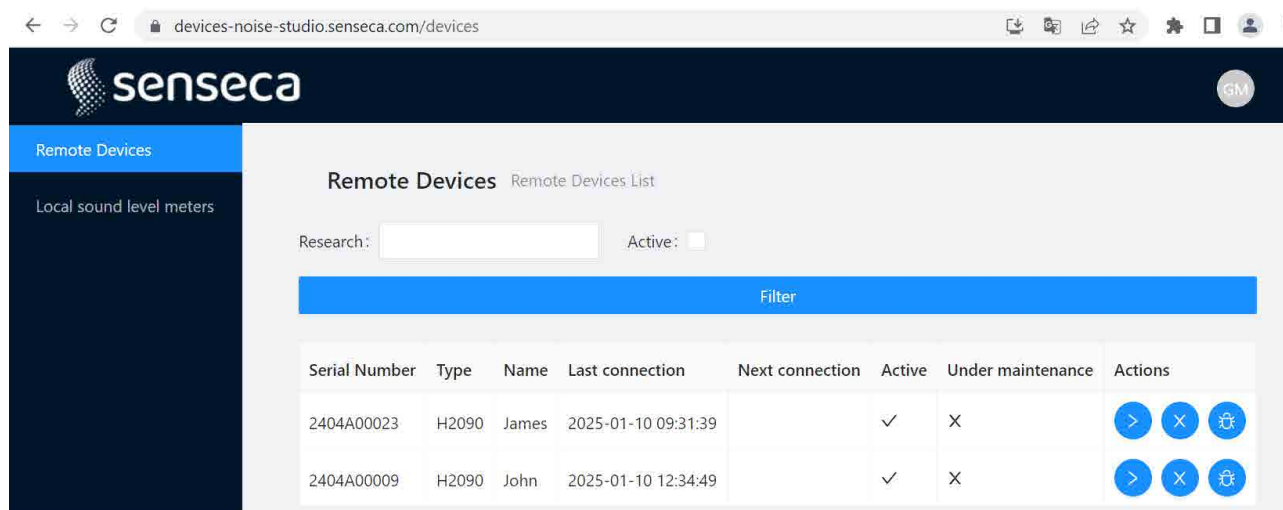 devices-noise-studio.senseca.com/devices
senseca
GM
Remote Devices
Local sound level meters
Remote Devices Remote Devices List
Research: Active:
Filter
Serial Number Type Name Last connection Next connection Active Under maintenance Actions
2404A00023 H2090 James 2025-01-10 09:31:39 ✓ X
2404A00009 H2090 John 2025-01-10 12:34:49 ✓ X